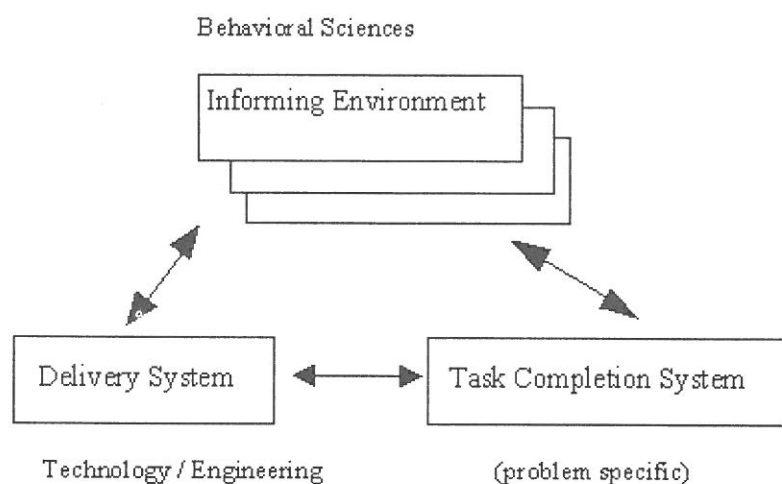 Behavioral Sciences
Informing Environment
Delivery System
Task Completion System
Technology / Engineering
(problem specific)